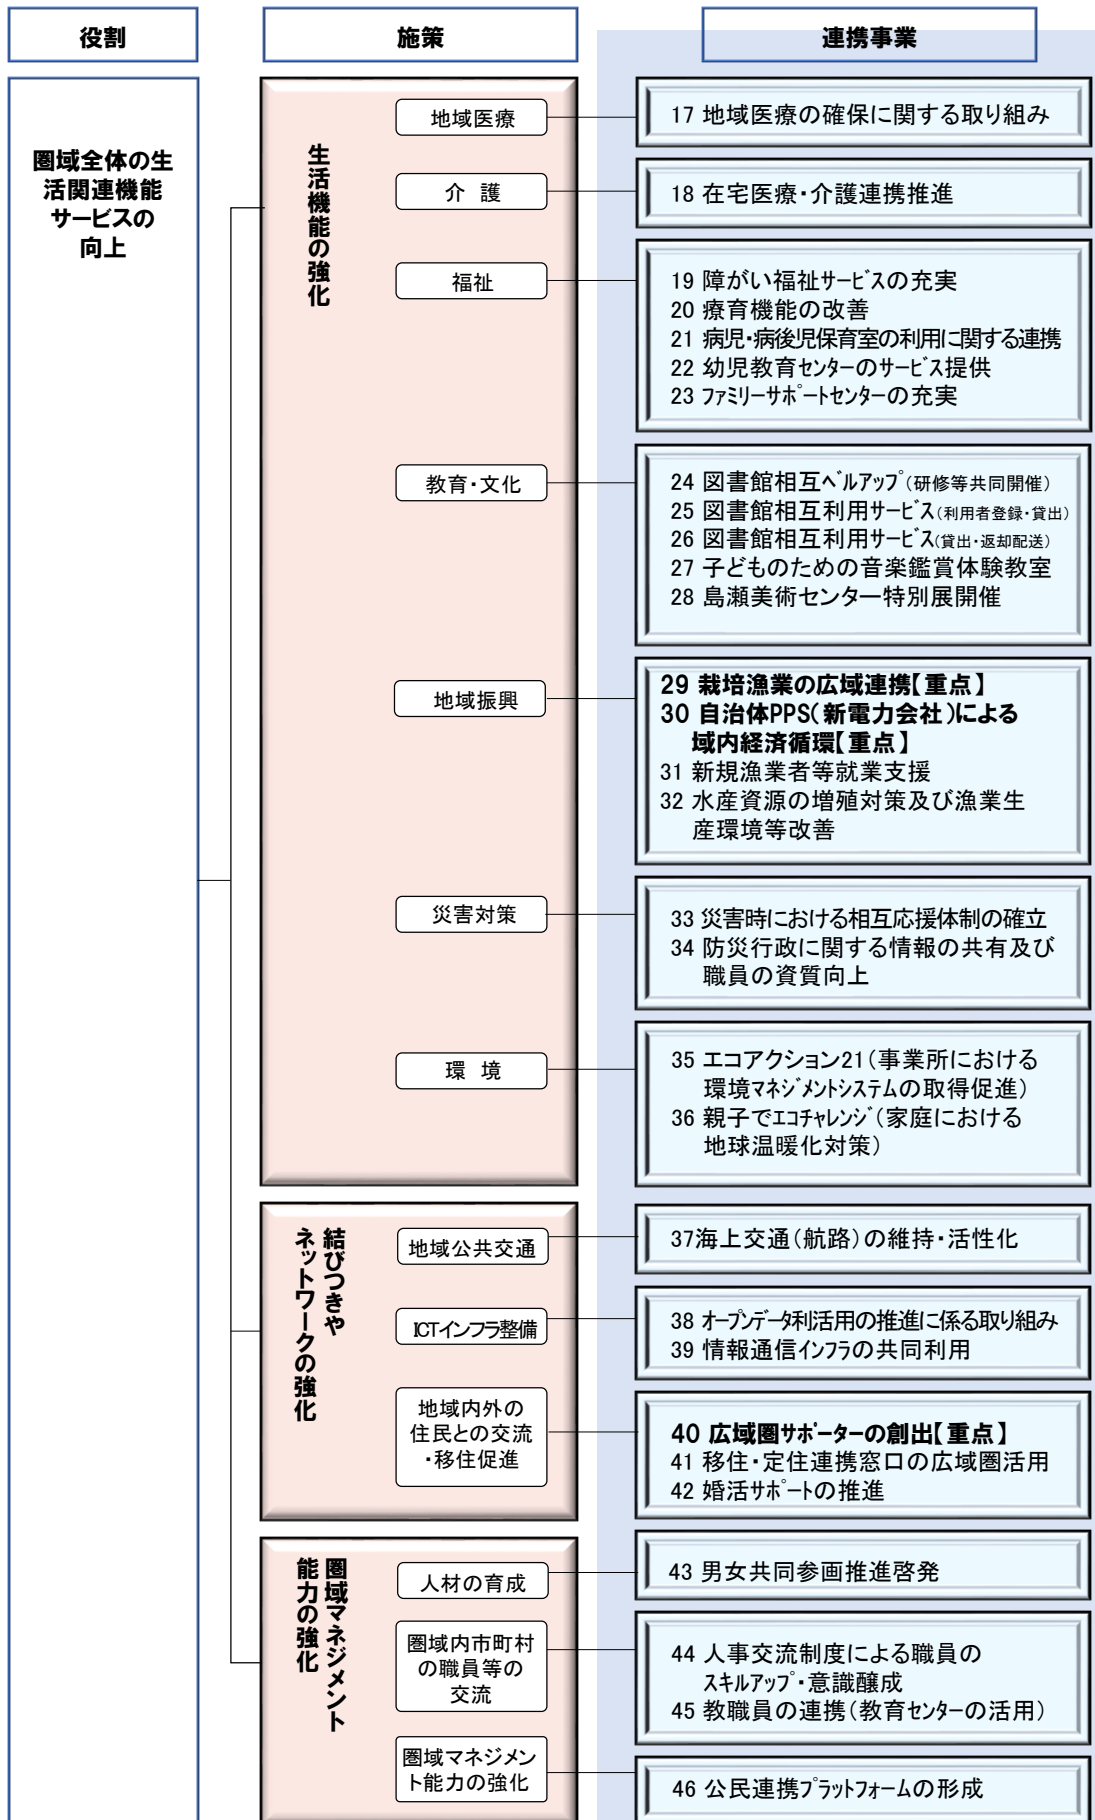 役割
施策
連携事業
圏域全体の生
活関連機能
サービスの
向上
生活機能の強化
地域医療
17 地域医療の確保に関する取り組み
介 護
18 在宅医療・介護連携推進
福祉
19 障がい福祉サービスの充実
20 療育機能の改善
21 病児・病後児保育室の利用に関する連携
22 幼児教育センターのサービス提供
23 ファミリーサポートセンターの充実
教育・文化
24 図書館相互ベルアップ(研修等共同開催)
25 図書館相互利用サービス(利用者登録・貸出)
26 図書館相互利用サービス(貸出・返却配送)
27 子どものための音楽鑑賞体験教室
28 島瀬美術センター特別展開催
地域振興
29 栽培漁業の広域連携【重点】
30 自治体PPS(新電力会社)による
域内経済循環【重点】
31 新規漁業者等就業支援
32 水産資源の増殖対策及び漁業生
産環境等改善
災害対策
33 災害時における相互応援体制の確立
34 防災行政に関する情報の共有及び
職員の資質向上
環 境
35 エコアクション21(事業所における
環境マネジメントシステムの取得促進)
36 親子でエコチャレンジ(家庭における
地球温暖化対策)
結びつきや
ネットワークの強化
地域公共交通
37海上交通(航路)の維持・活性化
ICTインフラ整備
38 オープンデータ利活用の推進に係る取り組み
39 情報通信インフラの共同利用
地域内外の
住民との交流
・移住促進
40 広域圏サポーターの創出【重点】
41 移住・定住連携窓口の広域圏活用
42 婚活サポートの推進
圏域マネジメント
能力の強化
人材の育成
43 男女共同参画推進啓発
圏域内市町村
の職員等の
交流
44 人事交流制度による職員の
スキルアップ・意識醸成
45 教職員の連携(教育センターの活用)
圏域マネジメン
ト能力の強化
46 公民連携プラットフォームの形成